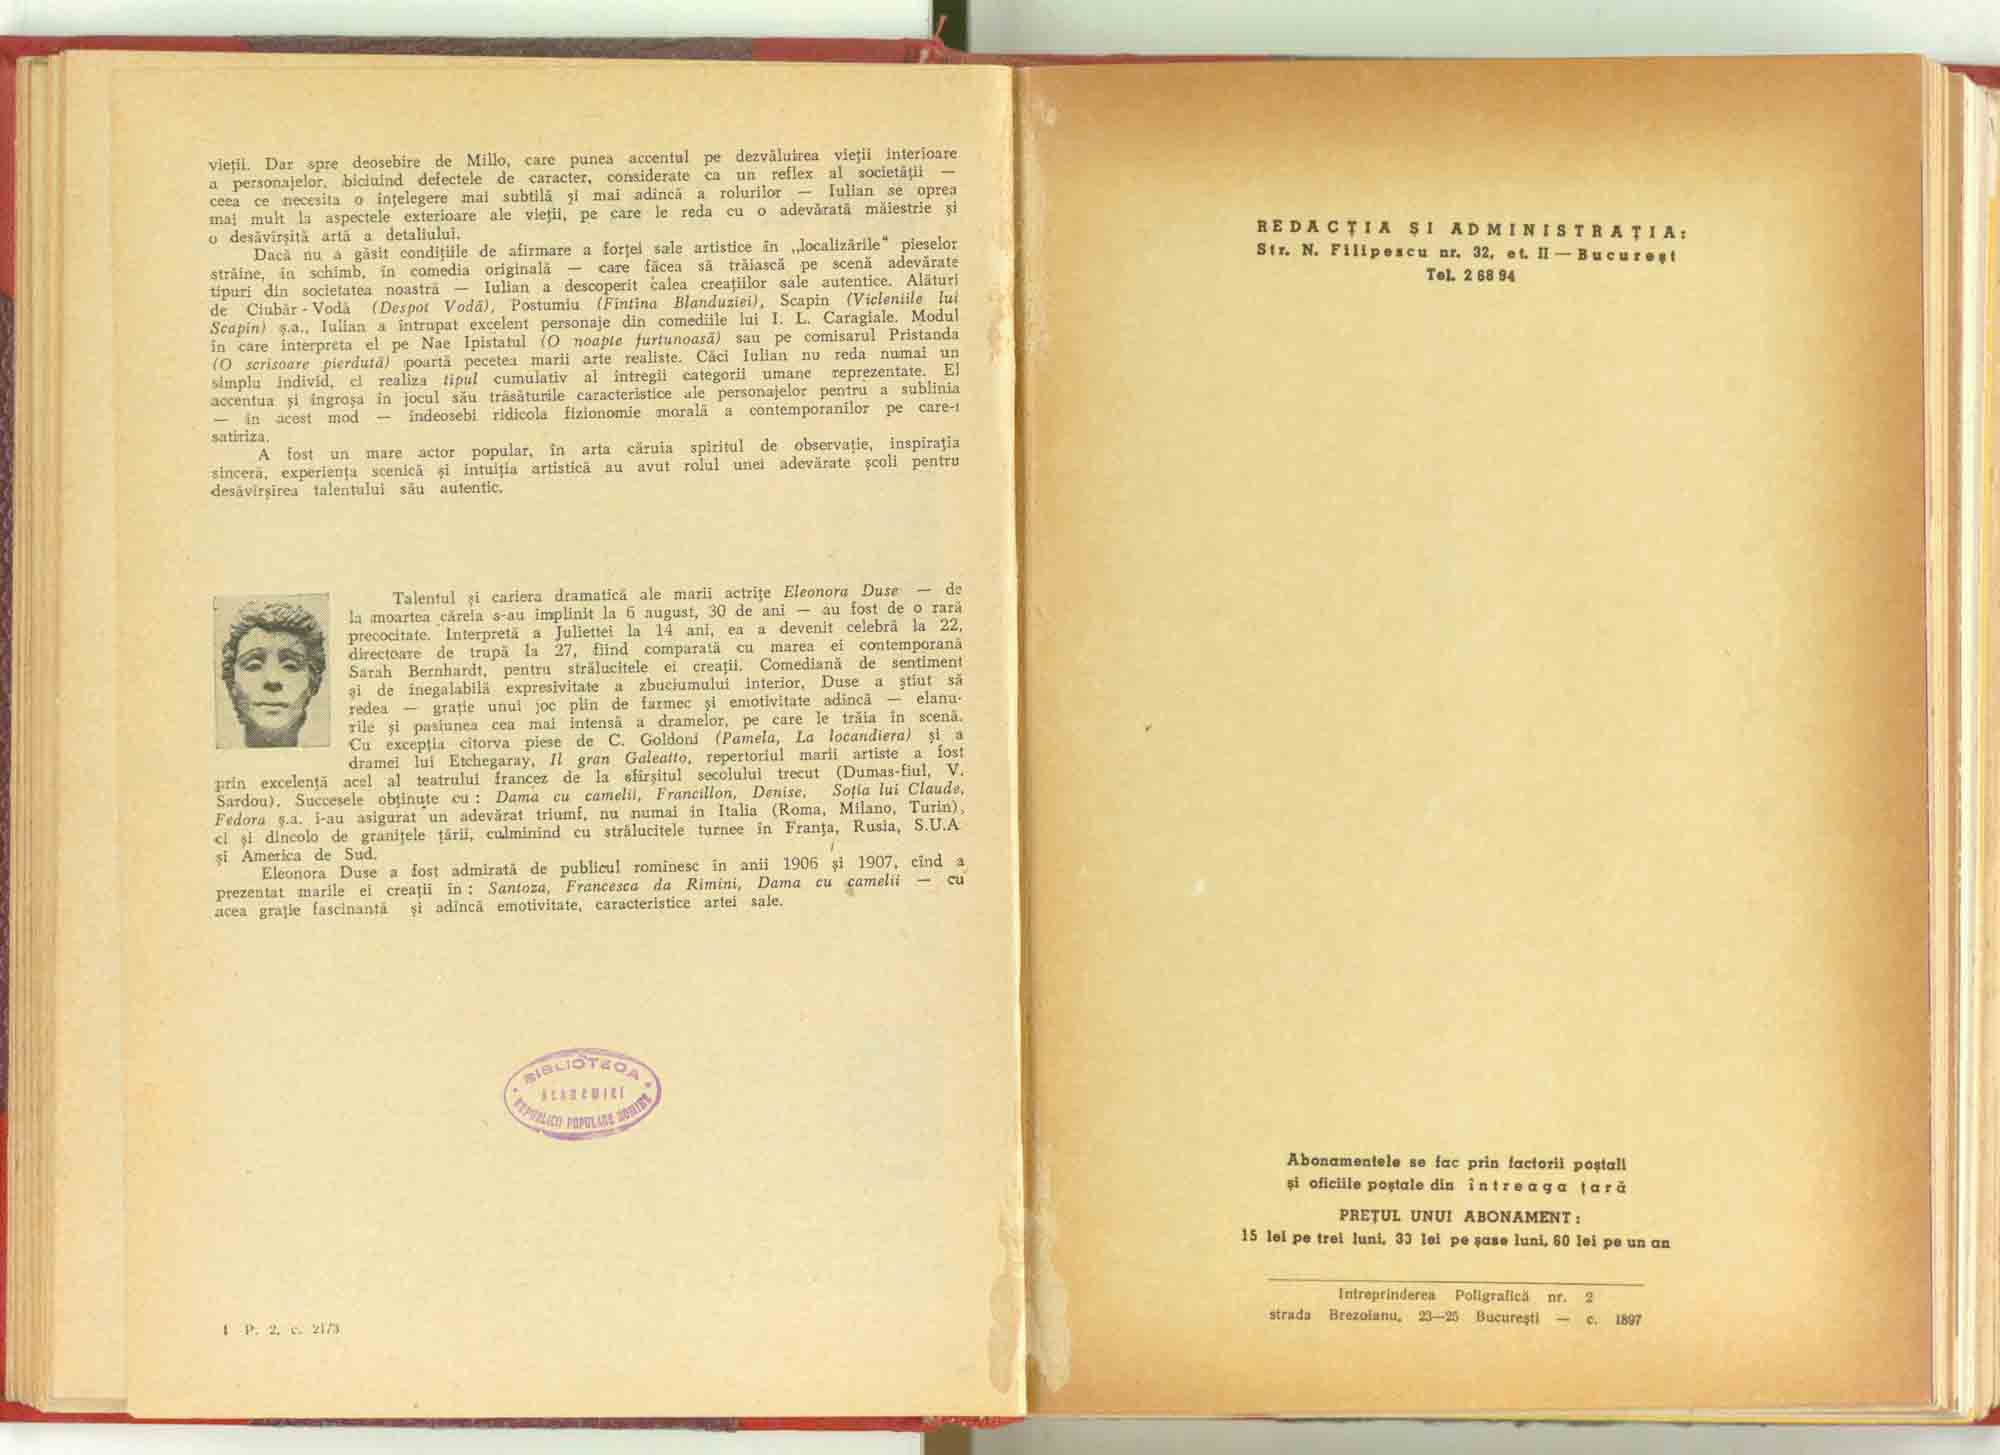 vieții. Dar spre deosebire de Millo, care punea accentul pe dezvăluirea vieții interioare
a personajelor, biciuind defectele de caracter, considerate ca un reflex al societății —
ceea ce necesita o înțelegere mai subtilă și mai adîncă a rolurilor — Iulian se oprea
mai mult la aspectele exterioare ale vieții, pe care le reda cu o adevărată măiestrie și
o desăvîrșită artă a detaliului.
Dacă nu a găsit condițiile de afirmare a forței sale artistice în „localizările" pieselor
străine, în schimb, în comedia originală — care făcea să trăiască pe scenă adevărate
tipuri din societatea noastră — Iulian a descoperit calea creațiilor sale autentice. Alături
de Ciubăr-Vodă (Despot Vodă), Postumiu (Fîntîna Blanduziei), Scapin (Vicleniile lui
Scapin) ș.a., Iulian a întrupat excelent personaje din comediile lui I. L. Caragiale. Modul
în care interpreta el pe Nae Ipistatul (O noapte furtunoasă) sau pe comisarul Pristanda
(O scrisoare pierdută) poartă pecetea marii arte realiste. Căci Iulian nu reda numai un
simplu individ, ci realiza tipul cumulativ al întregii categorii umane reprezentate. El
accentua și îngroșa în jocul său trăsăturile caracteristice ale personajelor pentru a sublinia
— în acest mod — îndeosebi ridicola fizionomie morală a contemporanilor pe care-i
satiriza.
A fost un mare actor popular, în arta căruia spiritul de observație, inspirația
sinceră, experiența scenică și intuiția artistică au avut rolul unei adevărate școli pentru
desăvîrșirea talentului său autentic.
Talentul și cariera dramatică ale marii actrițe Eleonora Duse — de
la moartea căreia s-au împlinit la 6 august, 30 de ani — au fost de o rară
precocitate. Interpretă a Juliettei la 14 ani, ea a devenit celebră la 22,
directoare de trupă la 27, fiind comparată cu marea ei contemporană
Sarah Bernhardt, pentru strălucitele ei creații. Comediană de sentiment
și de inegalabilă expresivitate a zbuciumului interior, Duse a știut să
redea — grație unui joc plin de farmec și emotivitate adîncă — elanu-
rile și pasiunea cea mai intensă a dramelor, pe care le trăia în scenă.
Cu excepția cîtorva piese de C. Goldoni (Pamela, La locandiera) și a
dramei lui Etchegaray, Il gran Galeatto, repertoriul marii artiste a fost
prin excelență acel al teatrului francez de la sfîrșitul secolului trecut (Dumas-fiul, V.
Sardou). Succesele obținute cu : Dama cu camelii, Francillon, Denise, Soția lui Claude,
Fedora ș.a. i-au asigurat un adevărat triumf, nu numai în Italia (Roma, Milano, Turin),
ci și dincolo de granițele țării, culminînd cu strălucitele turnee în Franța, Rusia, S.U.A
și America de Sud.
Eleonora Duse a fost admirată de publicul romînesc în anii 1906 și 1907, cînd a
prezentat marile ei creații în : Santoza, Francesca da Rimini, Dama cu camelii — cu
acea grație fascinantă și adîncă emotivitate, caracteristice artei sale.
BIBLIOTECA
ACADEMIEI
REPUBLICII POPULARE ROMÎNE
I P. 2, c. 2173
REDACȚIA ȘI ADMINISTRAȚIA:
Str. N. Filipescu nr. 32, et. II — București
Tel. 2 68 94
Abonamentele se fac prin factorii poștali
și oficiile poștale din întreaga țară
PREȚUL UNUI ABONAMENT :
15 lei pe trei luni, 33 lei pe șase luni, 60 lei pe un an
Intreprinderea Poligrafică nr. 2
strada Brezoianu, 23—25 București — c. 1897